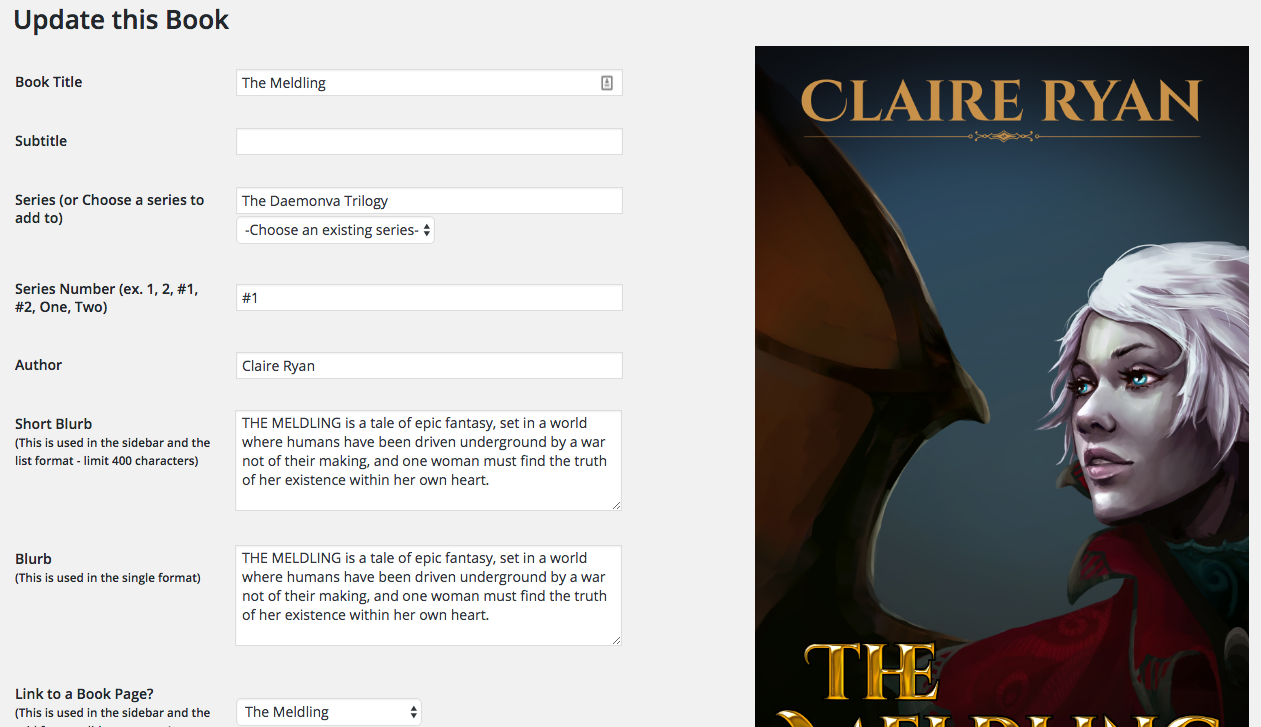 Update this Book
Book Title
The Meldling
Subtitle
Series (or Choose a series to
add to)
The Daemonva Trilogy
-Choose an existing series-
Series Number (ex. 1, 2, #1,
#2, One, Two)
#1
Author
Claire Ryan
Short Blurb
(This is used in the sidebar and the
list format - limit 400 characters)
THE MELDLING is a tale of epic fantasy, set in a world
where humans have been driven underground by a war
not of their making, and one woman must find the truth
of her existence within her own heart.
Blurb
(This is used in the single format)
THE MELDLING is a tale of epic fantasy, set in a world
where humans have been driven underground by a war
not of their making, and one woman must find the truth
of her existence within her own heart.
Link to a Book Page?
(This is used in the sidebar and the
The Meldling
CLAIRE RYAN
THE
MELDLING